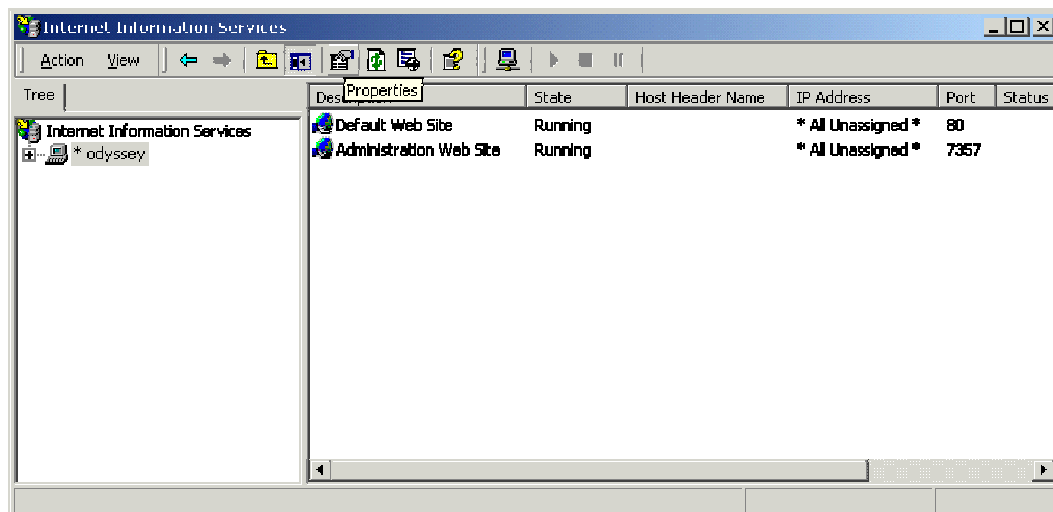 Internet Information Services
Action View
Properties
Tree
Description State Host Header Name IP Address Port Status
Internet Information Services
* odyssey
Default Web Site Running * All Unassigned * 80
Administration Web Site Running * All Unassigned * 7357